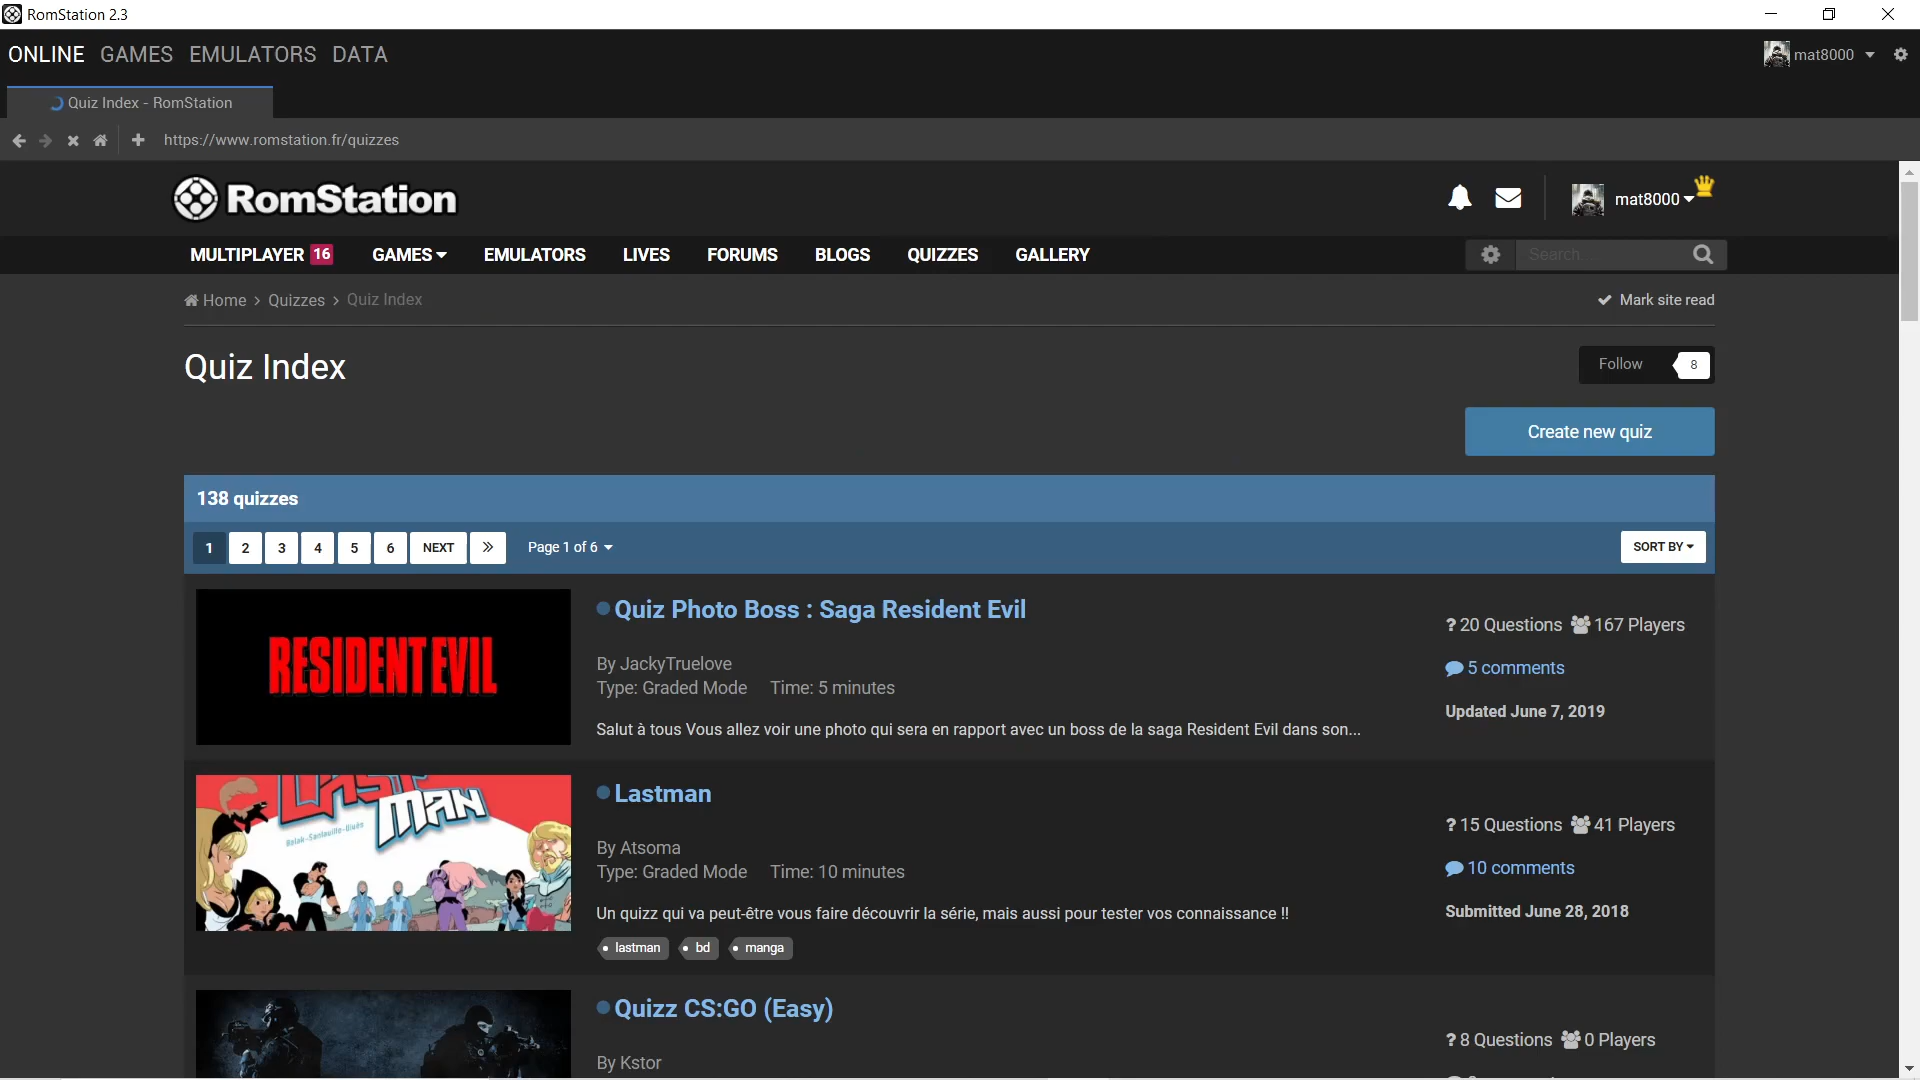 RomStation 2.3
ONLINE GAMES EMULATORS DATA
mat8000
Quiz Index - RomStation
https://www.romstation.fr/quizzes
RomStation
mat8000
MULTIPLAYER 16 GAMES EMULATORS LIVES FORUMS BLOGS QUIZZES GALLERY
Search...
Home > Quizzes > Quiz Index
Mark site read
Quiz Index
Follow 8
Create new quiz
138 quizzes
1 2 3 4 5 6 NEXT » Page 1 of 6
SORT BY
RESIDENT EVIL
Quiz Photo Boss : Saga Resident Evil
By JackyTruelove
Type: Graded Mode Time: 5 minutes
Salut à tous Vous allez voir une photo qui sera en rapport avec un boss de la saga Resident Evil dans son...
? 20 Questions 167 Players
5 comments
Updated June 7, 2019
LASTMAN
Balak-Sanlaville-Vivès
Lastman
By Atsoma
Type: Graded Mode Time: 10 minutes
Un quizz qui va peut-être vous faire découvrir la série, mais aussi pour tester vos connaissance !!
lastman bd manga
? 15 Questions 41 Players
10 comments
Submitted June 28, 2018
Quizz CS:GO (Easy)
By Kstor
? 8 Questions 0 Players